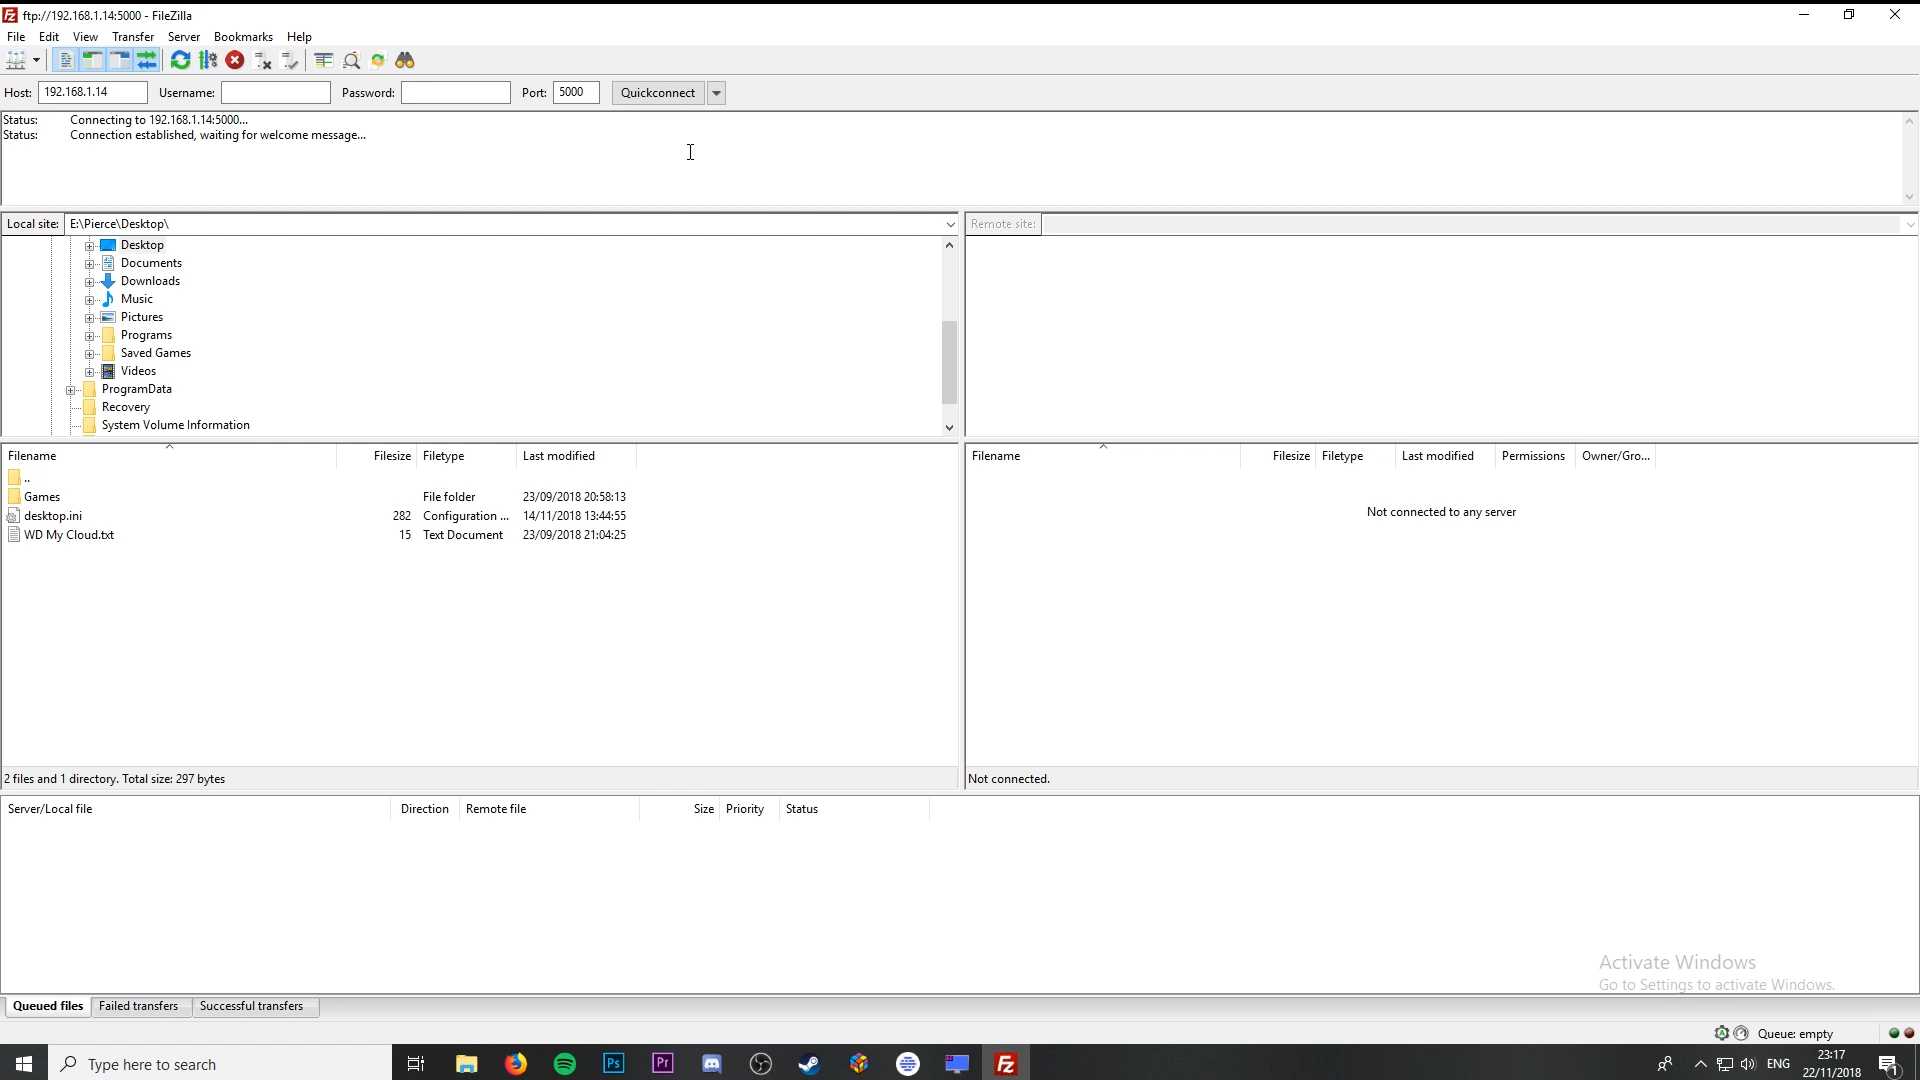 ftp://192.168.1.14:5000 - FileZilla
File Edit View Transfer Server Bookmarks Help
Host: 192.168.1.14 Username: Password: Port: 5000 Quickconnect
Status: Connecting to 192.168.1.14:5000...
Status: Connection established, waiting for welcome message...
Local site: E:\Pierce\Desktop\ Remote site:
Desktop
Documents
Downloads
Music
Pictures
Programs
Saved Games
Videos
ProgramData
Recovery
System Volume Information
Filename Filesize Filetype Last modified
..
Games File folder 23/09/2018 20:58:13
desktop.ini 282 Configuration ... 14/11/2018 13:44:55
WD My Cloud.txt 15 Text Document 23/09/2018 21:04:25
2 files and 1 directory. Total size: 297 bytes
Filename Filesize Filetype Last modified Permissions Owner/Gro...
Not connected to any server
Not connected.
Server/Local file Direction Remote file Size Priority Status
Activate Windows
Go to Settings to activate Windows.
Queued files Failed transfers Successful transfers
Queue: empty
Type here to search
Ps
Pr
Fz
ENG
23:17
22/11/2018
1